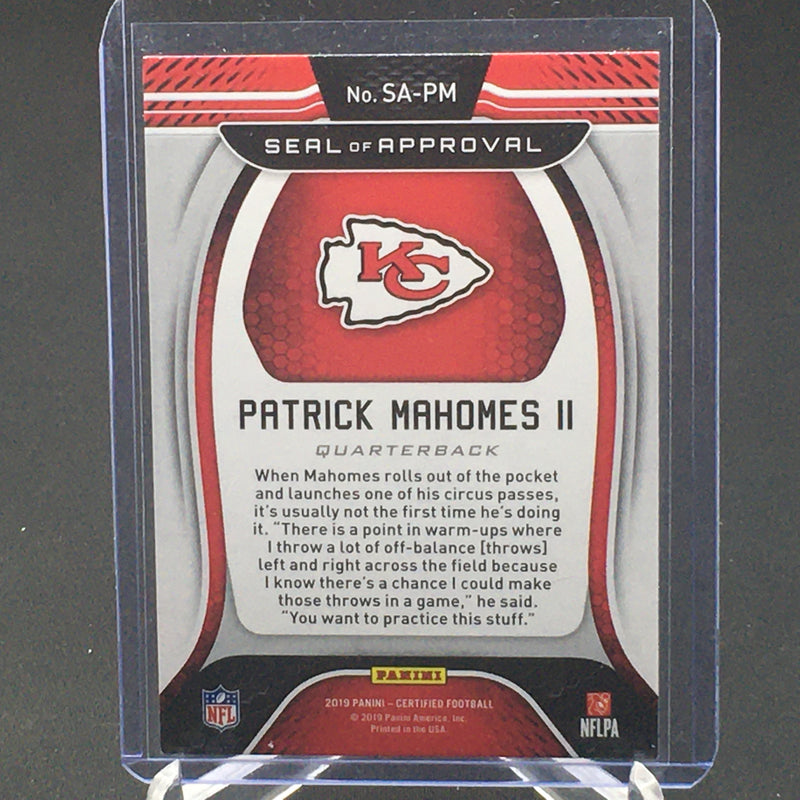 No. SA-PM
SEAL OF APPROVAL
KC
PATRICK MAHOMES II
QUARTERBACK
When Mahomes rolls out of the pocket
and launches one of his circus passes,
it's usually not the first time he's doing
it. "There is a point in warm-ups where
I throw a lot of off-balance [throws]
left and right across the field because
I know there's a chance I could make
those throws in a game," he said.
"You want to practice this stuff."
PANINI
2019 PANINI – CERTIFIED FOOTBALL
© 2019 Panini America, Inc.
Printed in the USA.
NFL
NFLPA